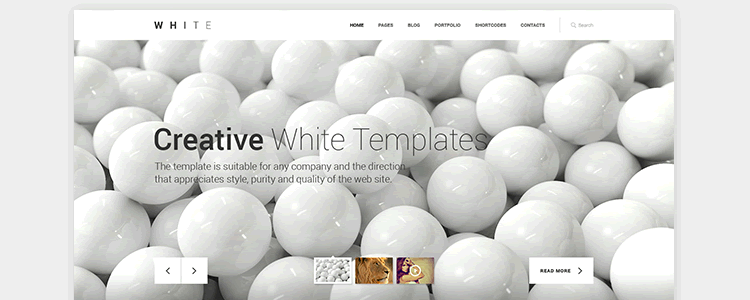 WHITE
HOME PAGES BLOG PORTFOLIO SHORTCODES CONTACTS Search
Creative White Templates
The template is suitable for any company and the direction
that appreciates style, purity and quality of the web site.
READ MORE